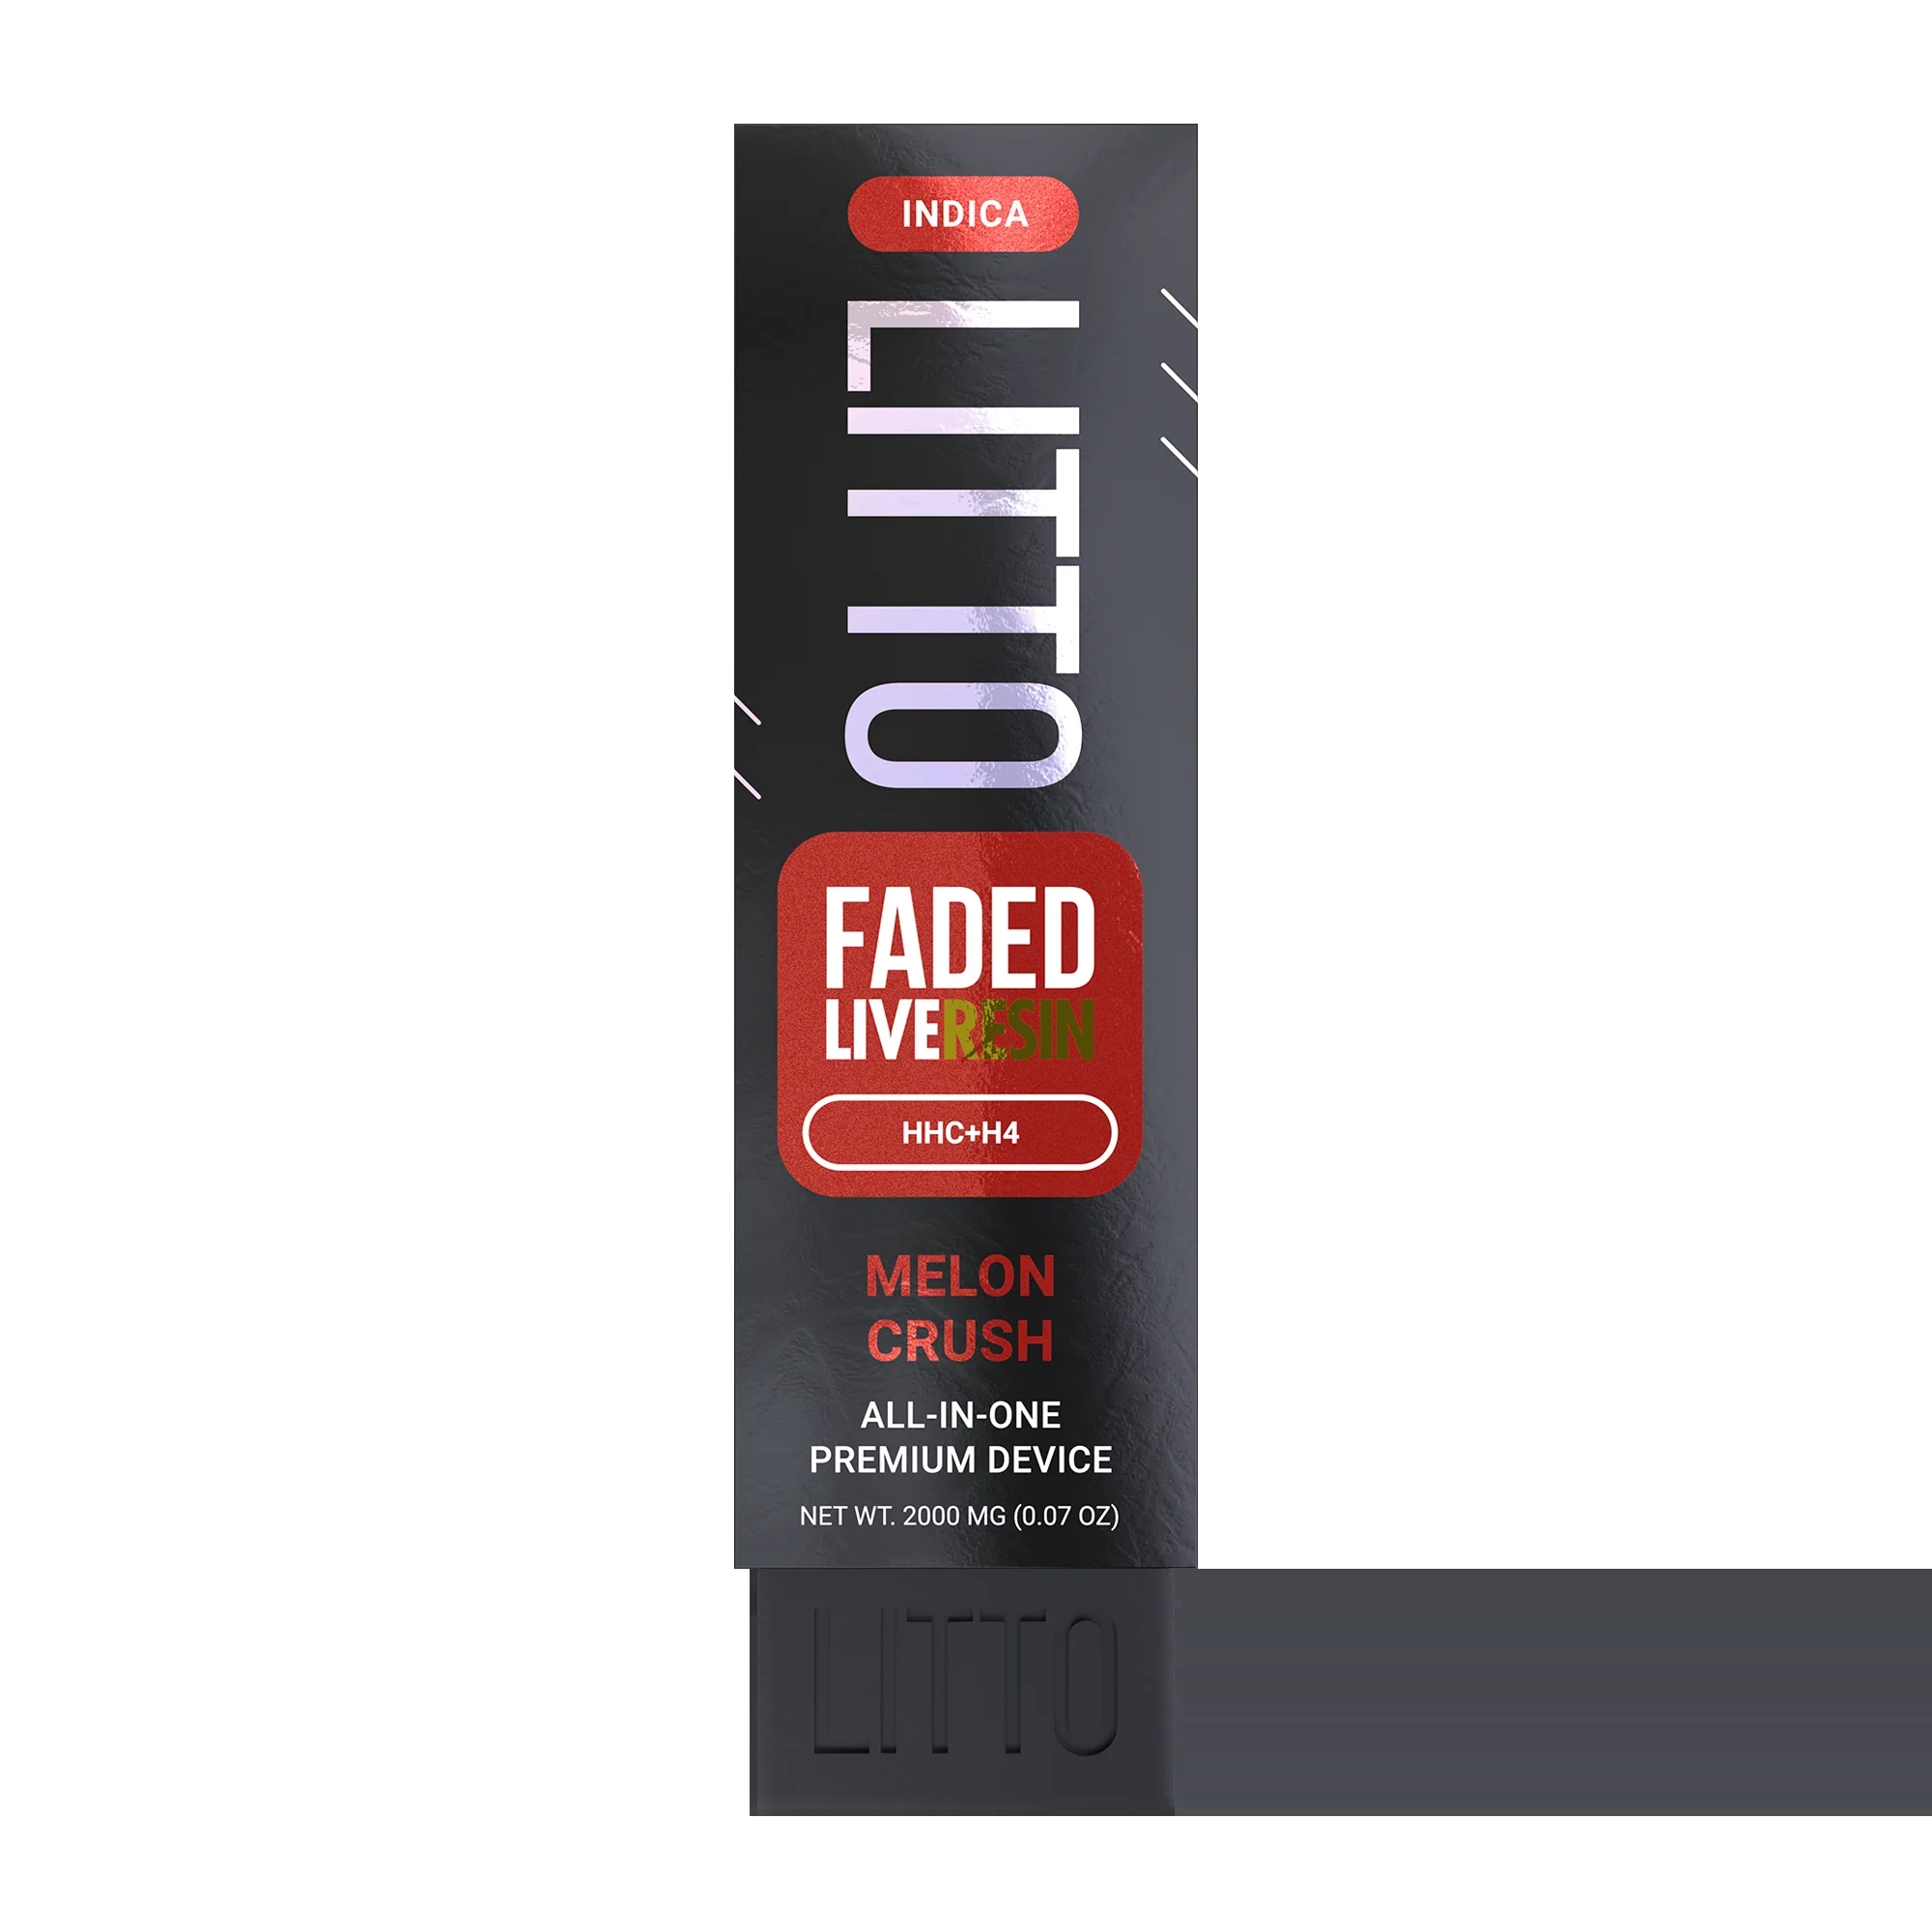 INDICA
LITTO
FADED
LIVERESIN
HHC+H4
MELON
CRUSH
ALL-IN-ONE
PREMIUM DEVICE
NET WT. 2000 MG (0.07 OZ)
LITTO